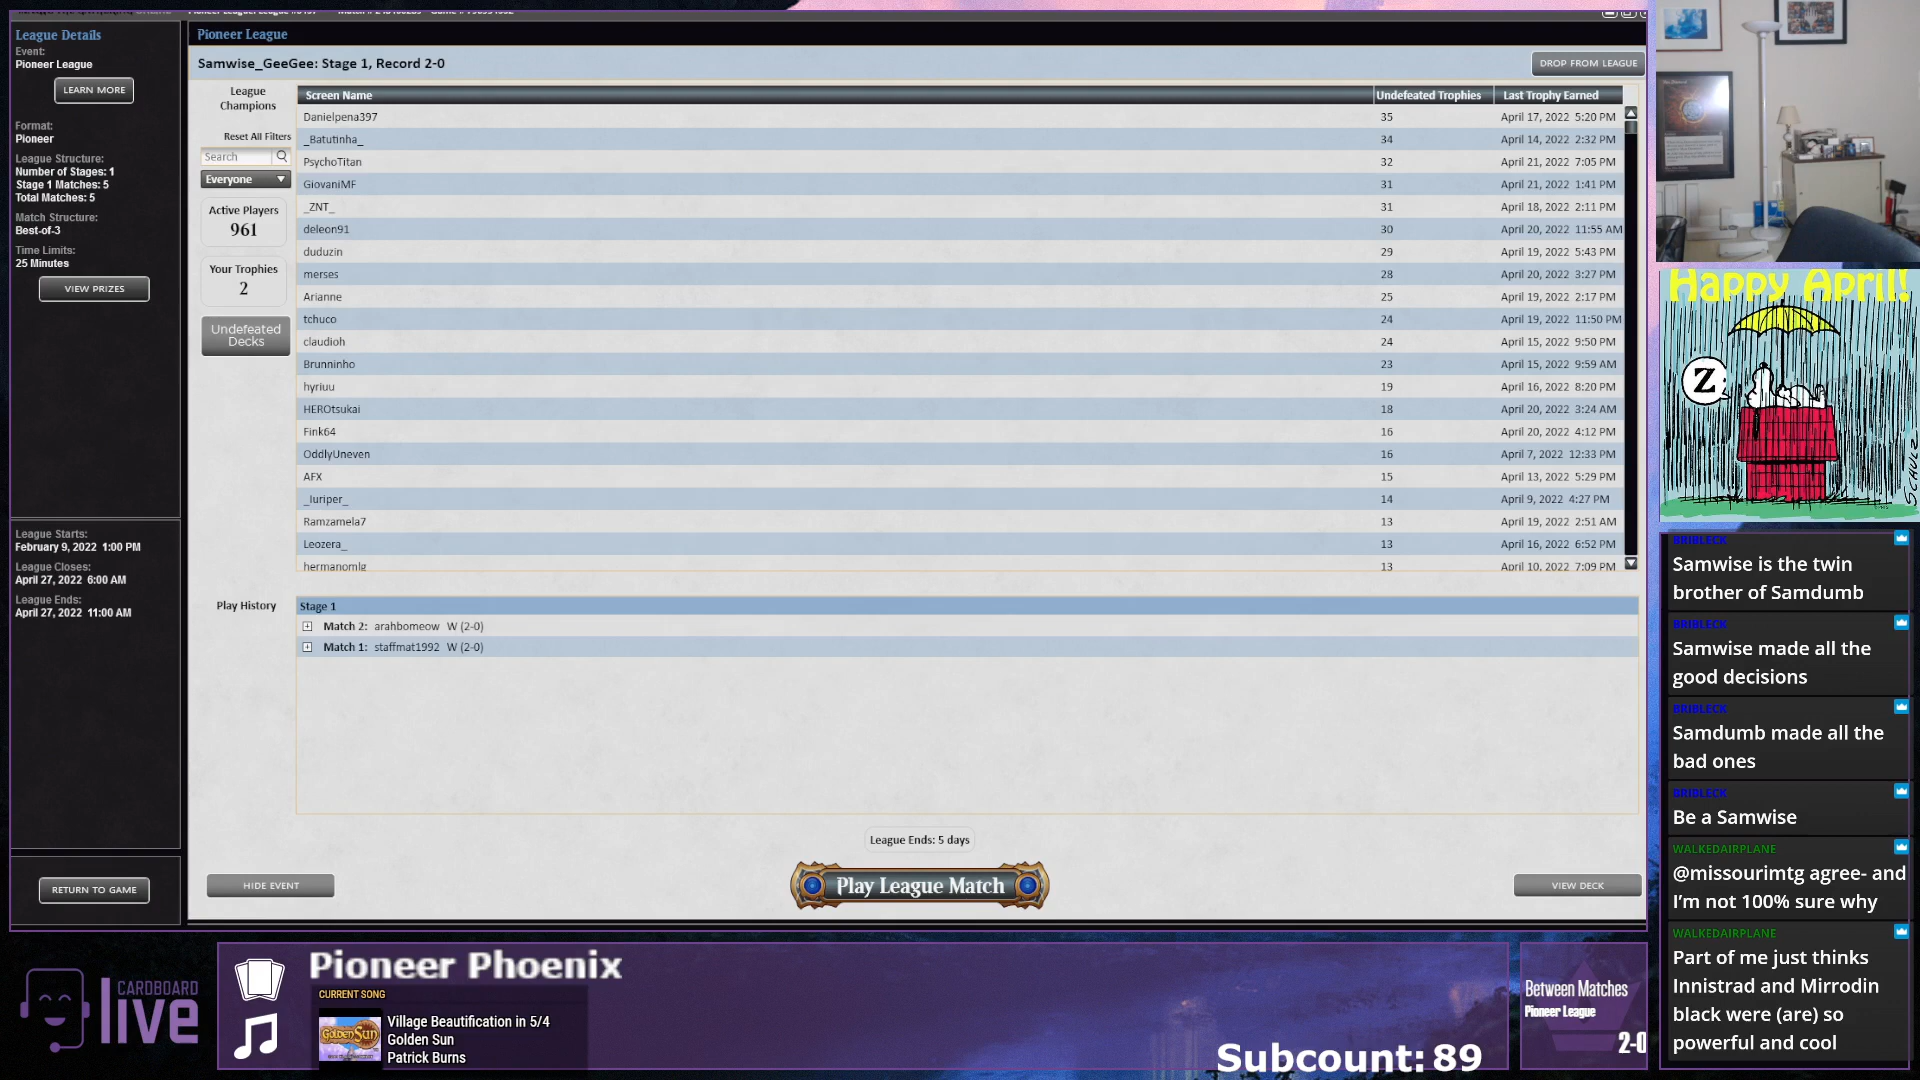 League Details
Event:
Pioneer League
LEARN MORE
Format:
Pioneer
League Structure:
Number of Stages: 1
Stage 1 Matches: 5
Total Matches: 5
Match Structure:
Best-of-3
Time Limits:
25 Minutes
VIEW PRIZES
League Starts:
February 9, 2022 1:00 PM
League Closes:
April 27, 2022 6:00 AM
League Ends:
April 27, 2022 11:00 AM
RETURN TO GAME
Pioneer League
Samwise_GeeGee: Stage 1, Record 2-0
DROP FROM LEAGUE
League
Champions
Reset All Filters
Search
Everyone
Active Players
961
Your Trophies
2
Undefeated
Decks
Screen Name Undefeated Trophies Last Trophy Earned
Danielpena397 35 April 17, 2022 5:20 PM
_Batutinha_ 34 April 14, 2022 2:32 PM
PsychoTitan 32 April 21, 2022 7:05 PM
GiovaniMF 31 April 21, 2022 1:41 PM
_ZNT_ 31 April 18, 2022 2:11 PM
deleon91 30 April 20, 2022 11:55 AM
duduzin 29 April 19, 2022 5:43 PM
merses 28 April 20, 2022 3:27 PM
Arianne 25 April 19, 2022 2:17 PM
tchuco 24 April 19, 2022 11:50 PM
claudioh 24 April 15, 2022 9:50 PM
Brunninho 23 April 15, 2022 9:59 AM
hyriuu 19 April 16, 2022 8:20 PM
HEROtsukai 18 April 20, 2022 3:24 AM
Fink64 16 April 20, 2022 4:12 PM
OddlyUneven 16 April 7, 2022 12:33 PM
AFX 15 April 13, 2022 5:29 PM
_Iuriper_ 14 April 9, 2022 4:27 PM
Ramzamela7 13 April 19, 2022 2:51 AM
Leozera_ 13 April 16, 2022 6:52 PM
hermanomlg 13 April 10, 2022 7:09 PM
Play History
Stage 1
Match 2: arahbomeow W (2-0)
Match 1: staffmat1992 W (2-0)
League Ends: 5 days
HIDE EVENT
Play League Match
VIEW DECK
Happy April!
Z
SCHULZ
BRIBLECK
Samwise is the twin
brother of Samdumb
BRIBLECK
Samwise made all the
good decisions
BRIBLECK
Samdumb made all the
bad ones
BRIBLECK
Be a Samwise
WALKEDAIRPLANE
@missourimtg agree- and
I'm not 100% sure why
WALKEDAIRPLANE
Part of me just thinks
Innistrad and Mirrodin
black were (are) so
powerful and cool
CARDBOARD
live
Pioneer Phoenix
CURRENT SONG
GOLDEN SUN
Village Beautification in 5/4
Golden Sun
Patrick Burns
Subcount: 89
Between Matches
Pioneer League
2-0